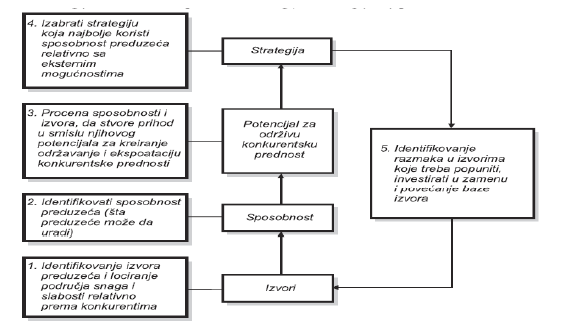 4. Izabrati strategiju
koja najbolje koristi
sposobnost preduzeća
relativno sa
eksternim
mogućnostima
Strategija
3. Procena sposobnosti i
izvora, da stvore prihod
u smislu njihovog
potencijala za kreiranje
održavanje i ekspoataciju
konkurentske prednosti
Potencijal za
održivu
konkurentsku
prednost
5. Identifikovanje
razmaka u izvorima
koje treba popuniti,
investirati u zamenu
i povećanje baze
izvora
2. Identifikovati sposobnost
preduzeća (šta
preduzeće može da
uradi)
Sposobnost
1. Identifikovanje izvora
preduzeća i lociranje
područja snaga i
slabosti relativno
prema konkurentima
Izvori